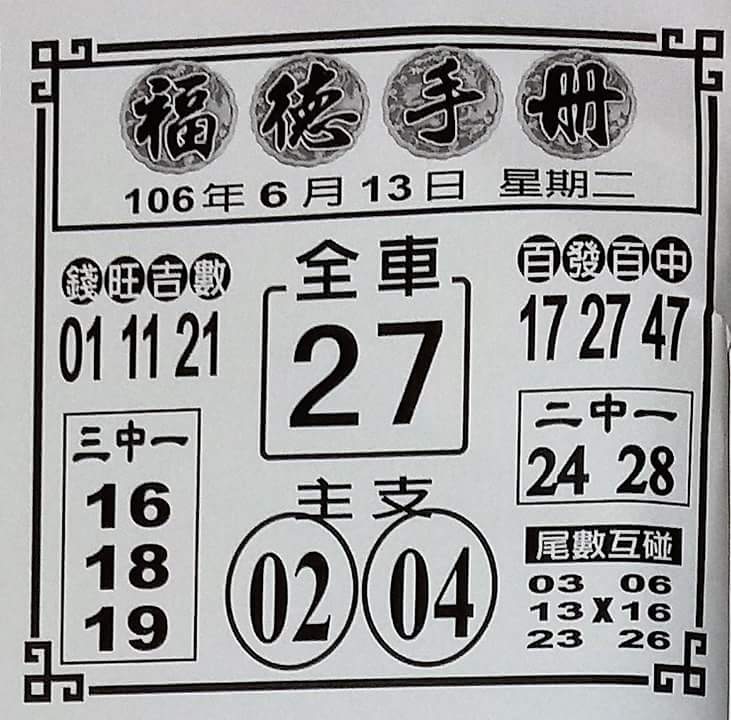 福德手册
106年6月13日 星期二
錢旺吉數
01 11 21
全車
27
百發百中
17 27 47
三中一
16
18
19
主支
02 04
二中一
24 28
尾數互碰
03 06
13 X 16
23 26